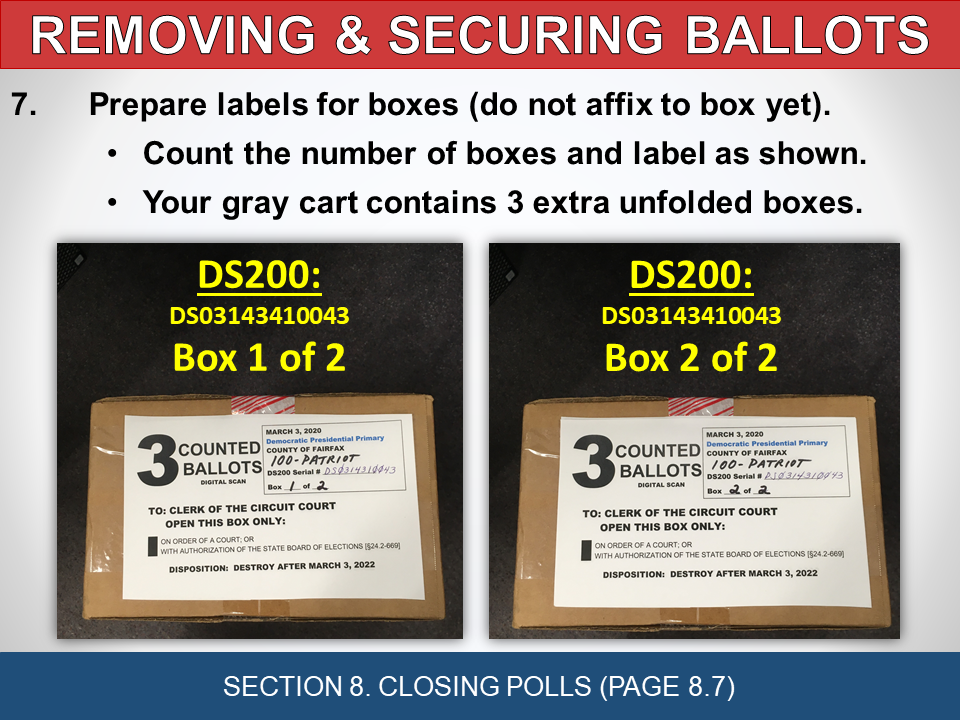 REMOVING & SECURING BALLOTS
7. Prepare labels for boxes (do not affix to box yet).
• Count the number of boxes and label as shown.
• Your gray cart contains 3 extra unfolded boxes.
DS200:
DS03143410043
Box 1 of 2
3 COUNTED
BALLOTS
DIGITAL SCAN
MARCH 3, 2020
Democratic Presidential Primary
COUNTY OF FAIRFAX
100-PATRIOT
DS200 Serial # DS0314310043
Box 1 of 2
TO: CLERK OF THE CIRCUIT COURT
OPEN THIS BOX ONLY:
ON ORDER OF A COURT; OR
WITH AUTHORIZATION OF THE STATE BOARD OF ELECTIONS [§24.2-669]
DISPOSITION: DESTROY AFTER MARCH 3, 2022
DS200:
DS03143410043
Box 2 of 2
3 COUNTED
BALLOTS
DIGITAL SCAN
MARCH 3, 2020
Democratic Presidential Primary
COUNTY OF FAIRFAX
100-PATRIOT
DS200 Serial # DS0314310043
Box 2 of 2
TO: CLERK OF THE CIRCUIT COURT
OPEN THIS BOX ONLY:
ON ORDER OF A COURT; OR
WITH AUTHORIZATION OF THE STATE BOARD OF ELECTIONS [§24.2-669]
DISPOSITION: DESTROY AFTER MARCH 3, 2022
SECTION 8. CLOSING POLLS (PAGE 8.7)